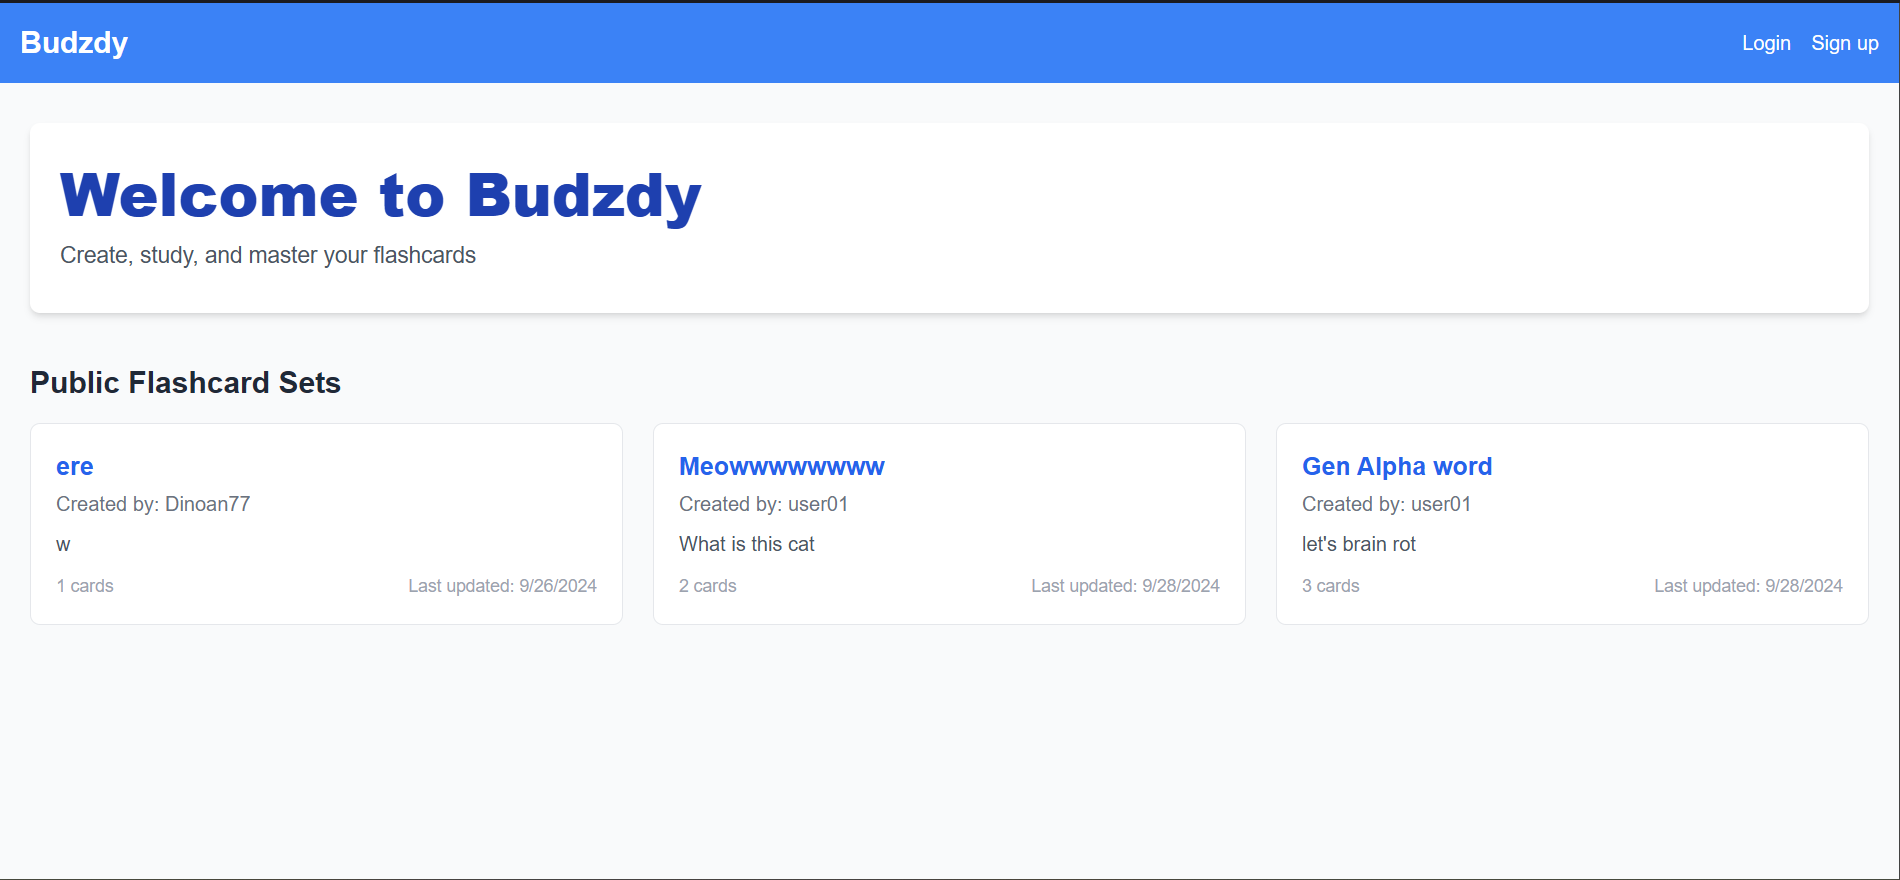 Budzdy
Login
Sign up
Welcome to Budzdy
Create, study, and master your flashcards
Public Flashcard Sets
ere
Created by: Dinoan77
w
1 cards
Last updated: 9/26/2024
Meowwwwwwww
Created by: user01
What is this cat
2 cards
Last updated: 9/28/2024
Gen Alpha word
Created by: user01
let's brain rot
3 cards
Last updated: 9/28/2024